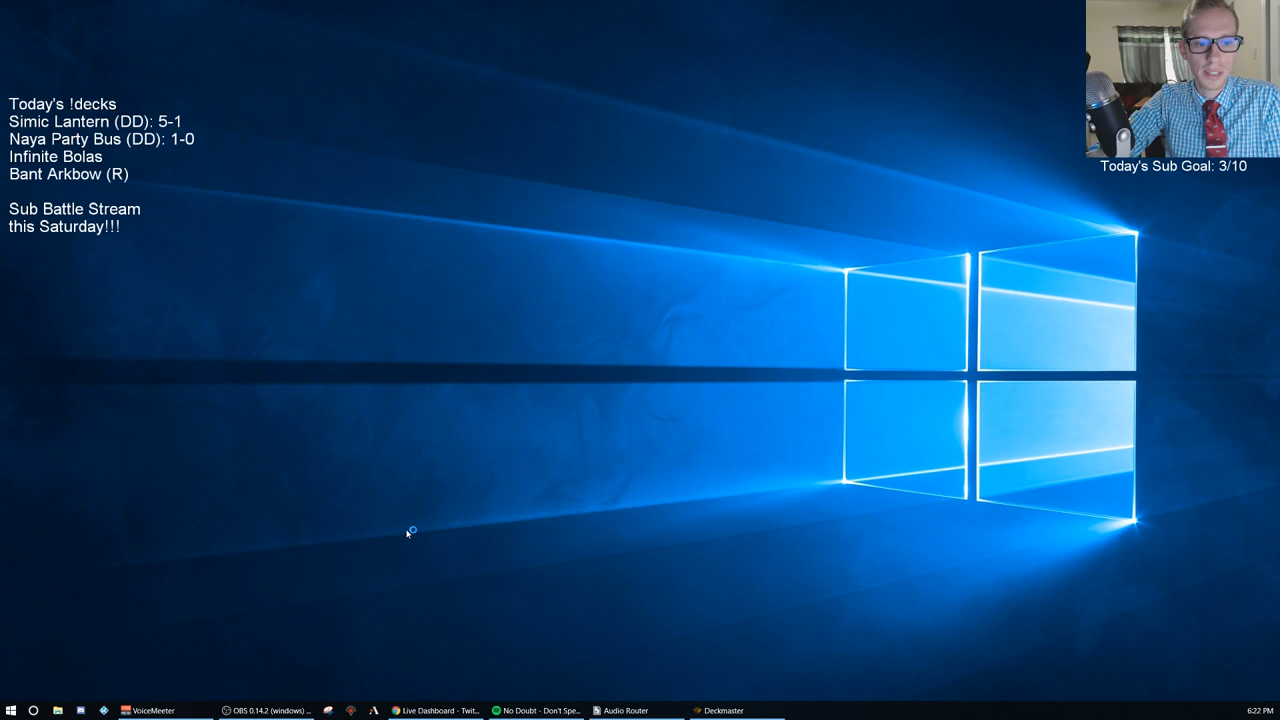 Today's !decks
Simic Lantern (DD): 5-1
Naya Party Bus (DD): 1-0
Infinite Bolas
Bant Arkbow (R)
Sub Battle Stream
this Saturday!!!
Today's Sub Goal: 3/10
VoiceMeeter
OBS 0.14.2 (windows) ...
Live Dashboard - Twit...
No Doubt - Don't Spe...
Audio Router
Deckmaster
6:22 PM